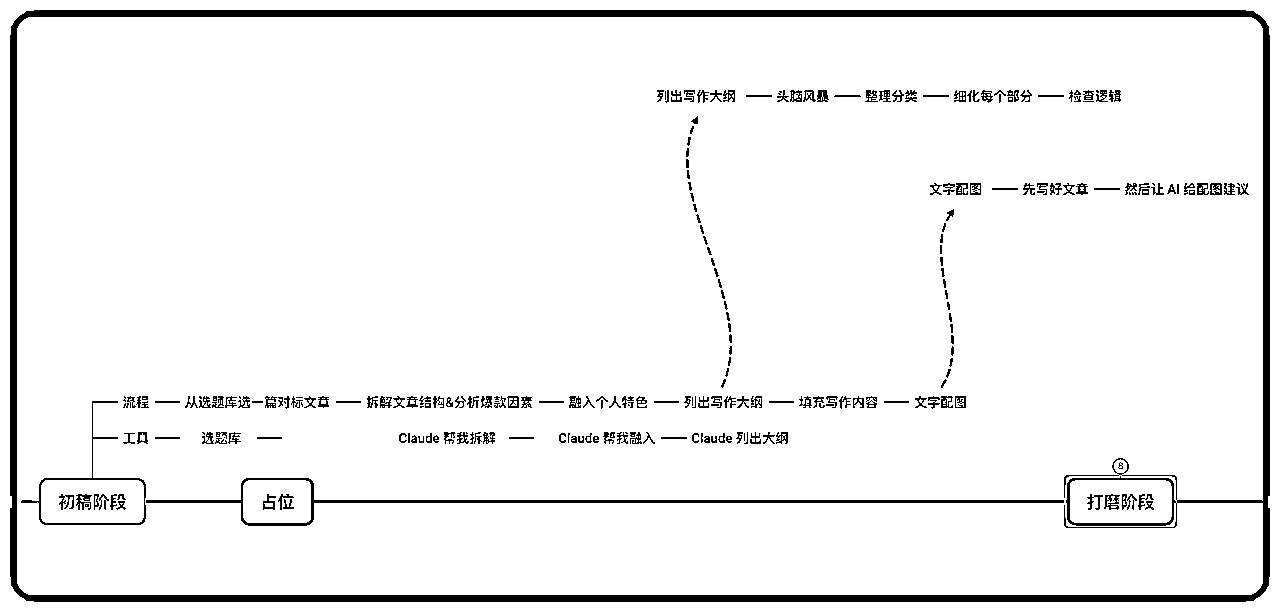 列出写作大纲 头脑风暴 整理分类 细化每个部分 检查逻辑
文字配图 先写好文章 然后让 AI 给配图建议
流程 从选题库选一篇对标文章 拆解文章结构&分析爆款因素 融入个人特色 列出写作大纲 填充写作内容 文字配图
工具 选题库 Claude 帮我拆解 Claude 帮我融入 Claude 列出大纲
8
初稿阶段 占位 打磨阶段